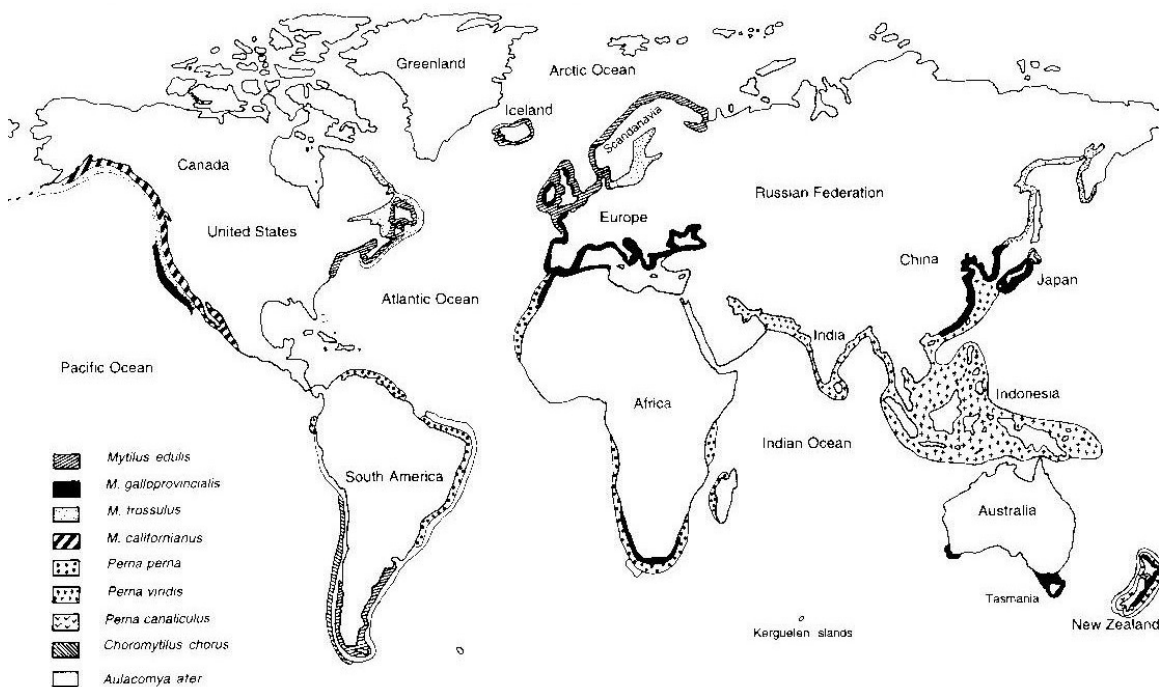 Greenland
Arctic Ocean
Iceland
Scandanavia
Canada
Russian Federation
United States
Europe
China
Japan
Atlantic Ocean
India
Pacific Ocean
Africa
Indonesia
Indian Ocean
South America
Australia
Tasmania
New Zealand
Kerguelen islands
Mytilus edulis
M. galloprovincialis
M. trossulus
M. californianus
Perna perna
Perna viridis
Perna canaliculus
Choromytilus chorus
Aulacomya ater